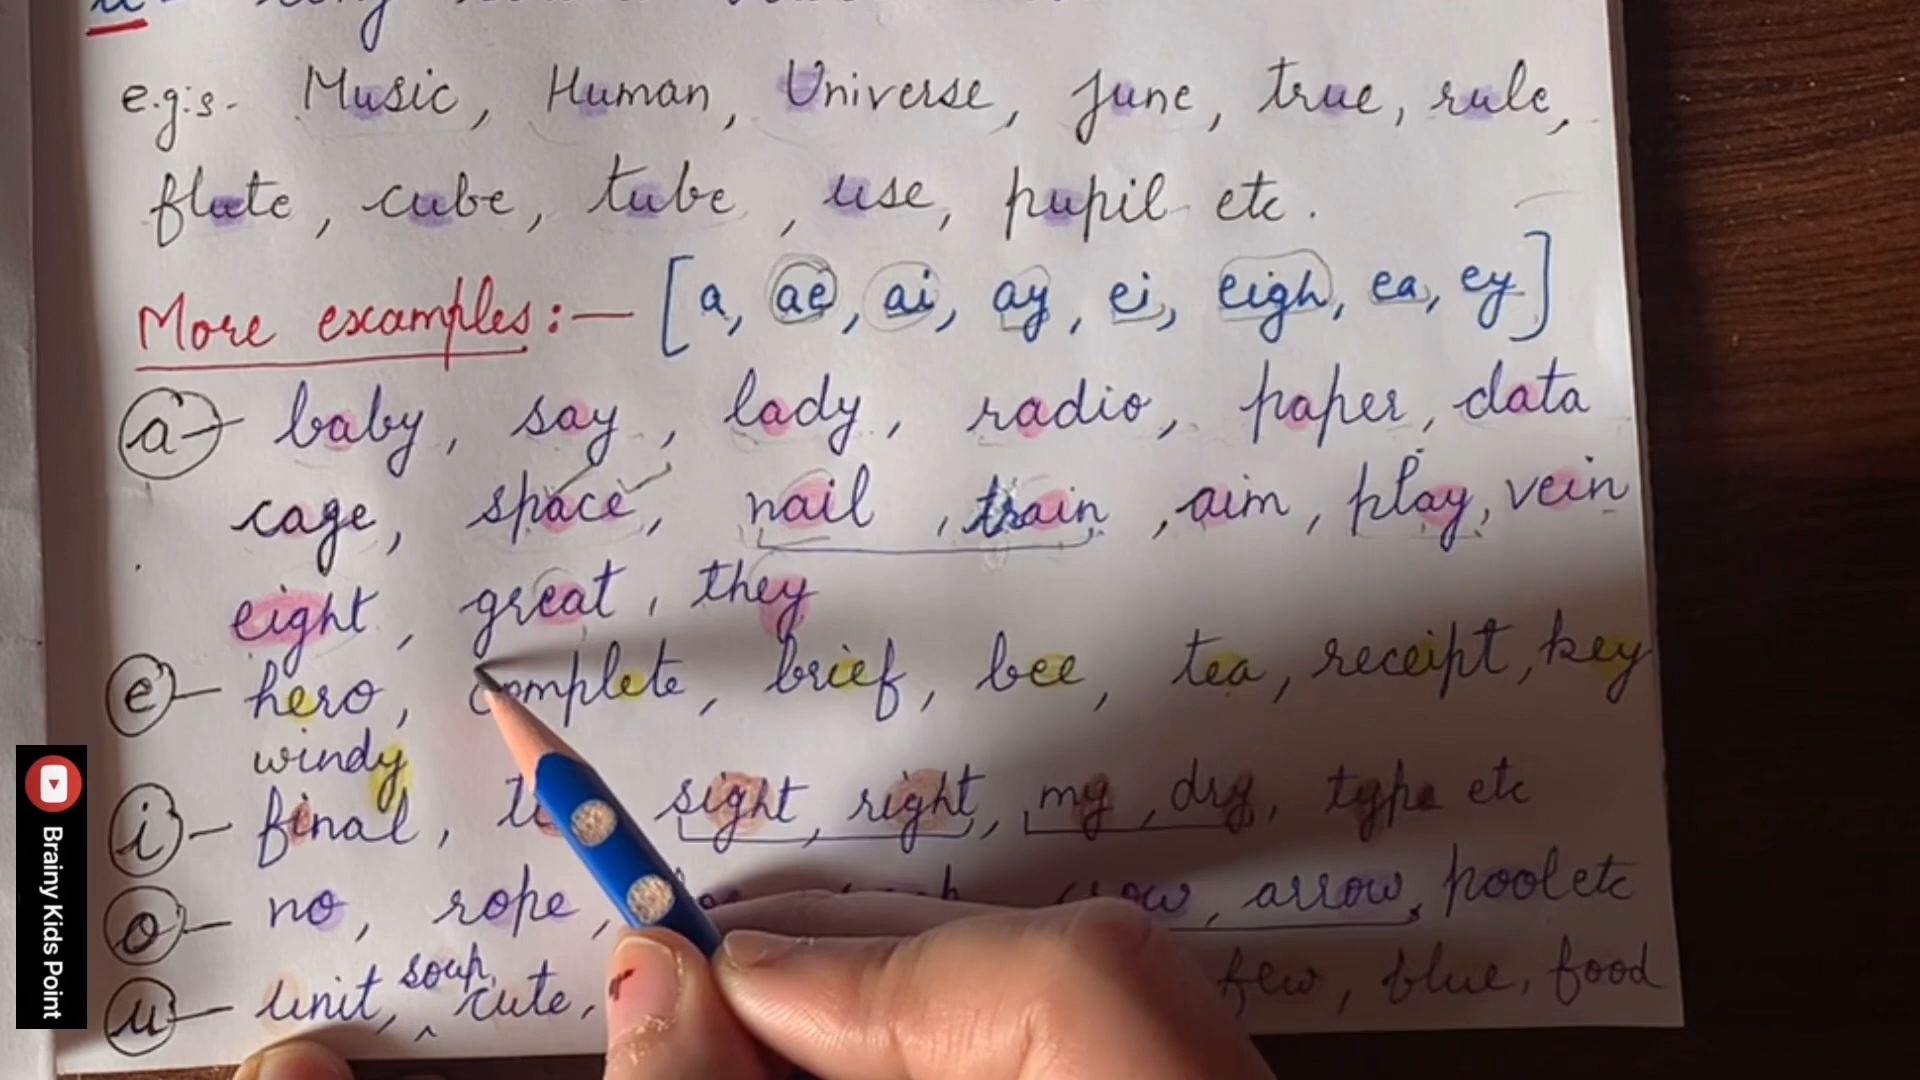 e.g:s- Music, Human, Universe, June, true, rule,
flute, cube, tube, use, pupil etc.
More examples:- [a, ae, ai, ay, ei, eigh, ea, ey]
a- baby, say, lady, radio, paper, data
cage, space, nail, train, aim, play, vein
eight, great, they
e- hero, complete, brief, bee, tea, receipt, key
windy
i- final, sight, right, my, dry, type etc
o- no, rope, arrow, pool etc
u- unit, soup, cute, few, blue, food
Brainy Kids Point